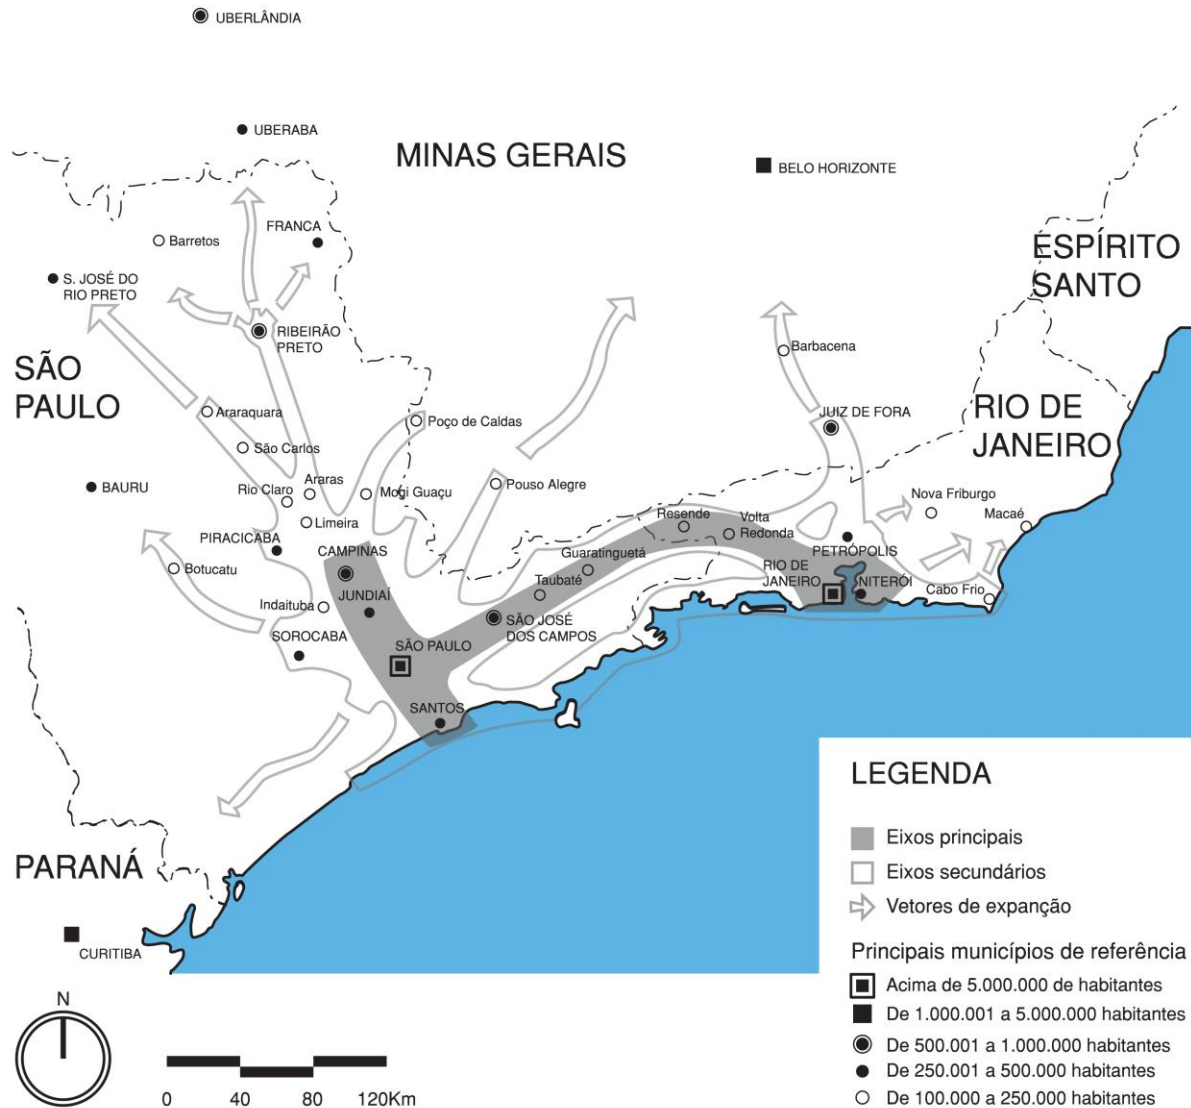 UBERLÂNDIA
UBERABA
MINAS GERAIS
BELO HORIZONTE
FRANCA
Barretos
ESPÍRITO
SANTO
S. JOSÉ DO
RIO PRETO
RIBEIRÃO
PRETO
Barbacena
SÃO
PAULO
RIO DE
JANEIRO
Araraquara
Poço de Caldas
JUIZ DE FORA
São Carlos
BAURU
Rio Claro
Araras
Moçi Guaçu
Pouso Alegre
Nova Friburgo
Macaé
Limeira
Resende
Volta
Redonda
PIRACICABA
CAMPINAS
Guaratinguetá
PETRÓPOLIS
Botucatu
Taubaté
RIO DE
JANEIRO
NITERÓI
Cabo Frio
Indaituba
JUNDIAÍ
SOROCABA
SÃO PAULO
SÃO JOSÉ
DOS CAMPOS
SANTOS
PARANÁ
CURITIBA
LEGENDA
Eixos principais
Eixos secundários
Vetores de expanção
Principais municípios de referência
Acima de 5.000.000 de habitantes
De 1.000.001 a 5.000.000 habitantes
De 500.001 a 1.000.000 habitantes
De 250.001 a 500.000 habitantes
De 100.000 a 250.000 habitantes
N
0 40 80 120Km